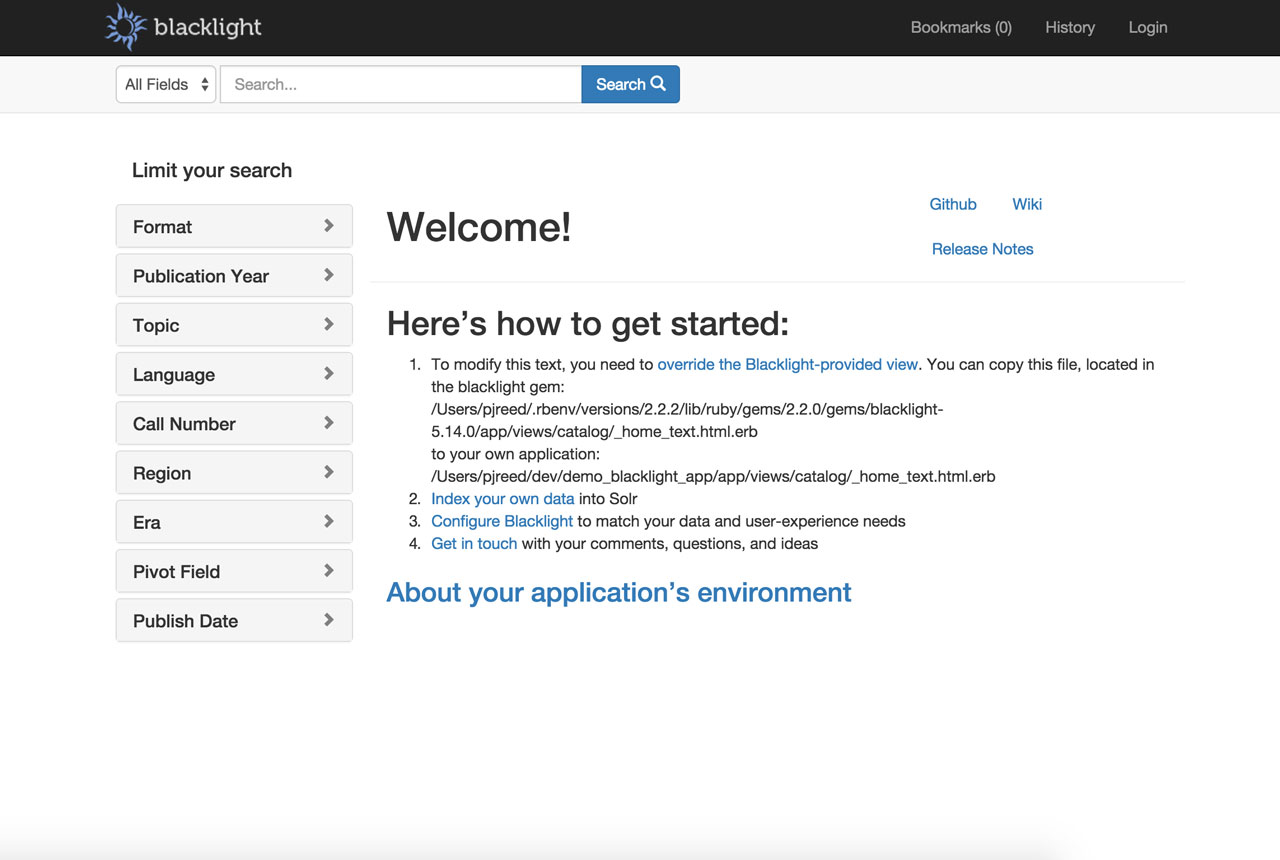 blacklight
Bookmarks (0) History Login
All Fields Search... Search
Limit your search
Format
Publication Year
Topic
Language
Call Number
Region
Era
Pivot Field
Publish Date
Welcome!
Github Wiki
Release Notes
Here’s how to get started:
1. To modify this text, you need to override the Blacklight-provided view. You can copy this file, located in
the blacklight gem:
/Users/pjreed/.rbenv/versions/2.2.2/lib/ruby/gems/2.2.0/gems/blacklight-
5.14.0/app/views/catalog/_home_text.html.erb
to your own application:
/Users/pjreed/dev/demo_blacklight_app/app/views/catalog/_home_text.html.erb
2. Index your own data into Solr
3. Configure Blacklight to match your data and user-experience needs
4. Get in touch with your comments, questions, and ideas
About your application’s environment